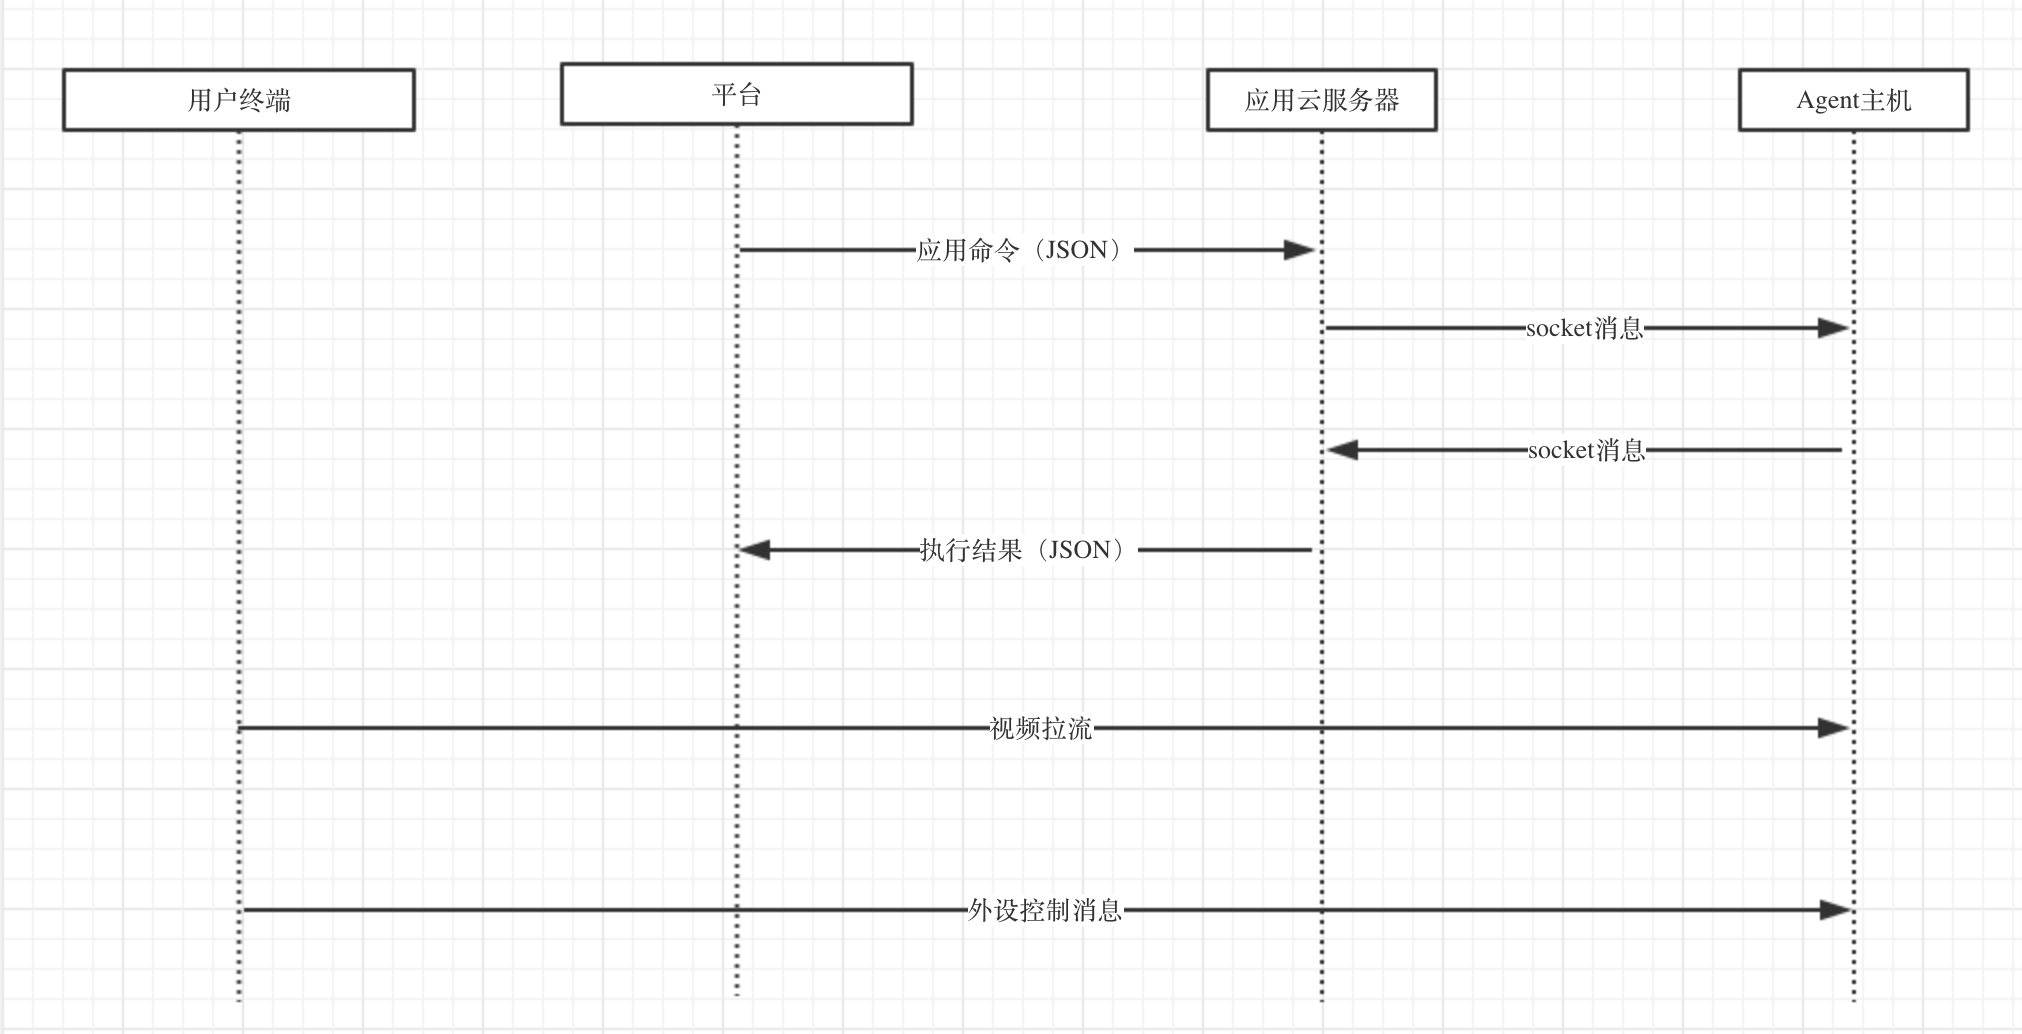 用户终端
平台
应用云服务器
Agent主机
应用命令（JSON）
socket消息
socket消息
执行结果（JSON）
视频拉流
外设控制消息